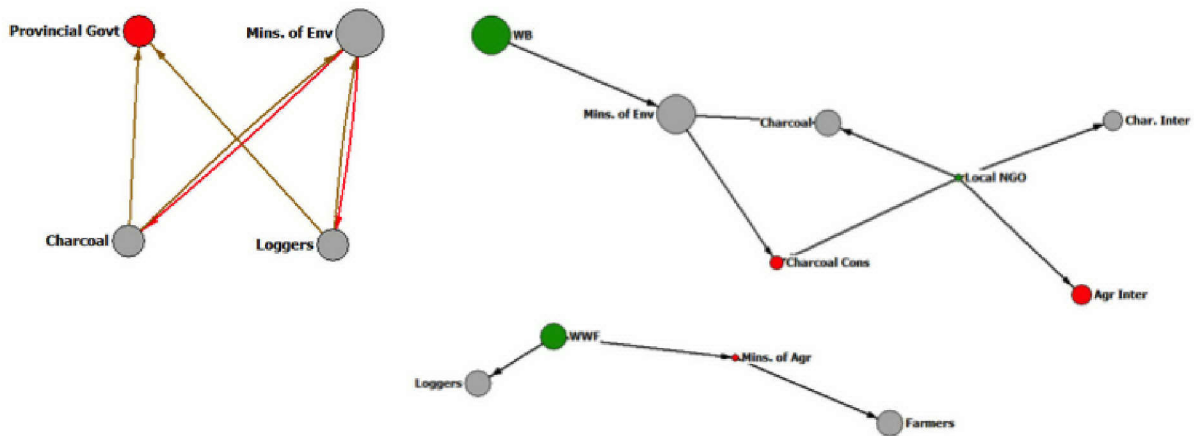 Provincial Govt
Mins. of Env
Charcoal
Loggers
WB
Mins. of Env
Charcoal
Char. Inter
Local NGO
Charcoal Cons
Agr Inter
WWF
Mins. of Agr
Loggers
Farmers